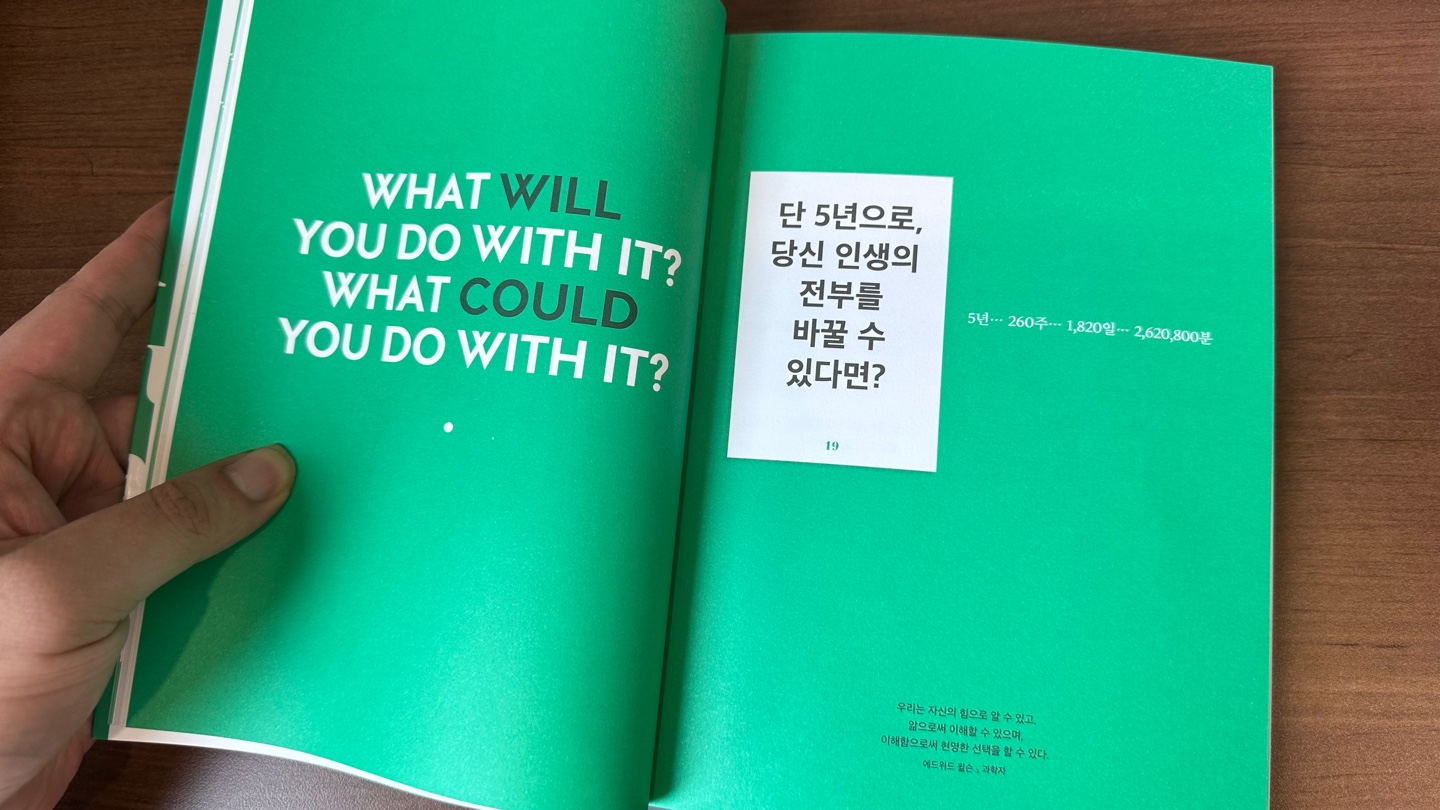 WHAT WILL
YOU DO WITH IT?
WHAT COULD
YOU DO WITH IT?
단 5년으로,
당신 인생의
전부를
바꿀 수
있다면?
19
5년… 260주… 1,820일… 2,620,800분
우리는 자신의 힘으로 알 수 있고,
앎으로써 이해할 수 있으며,
이해함으로써 현명한 선택을 할 수 있다.
에드워드 윌슨, 과학자